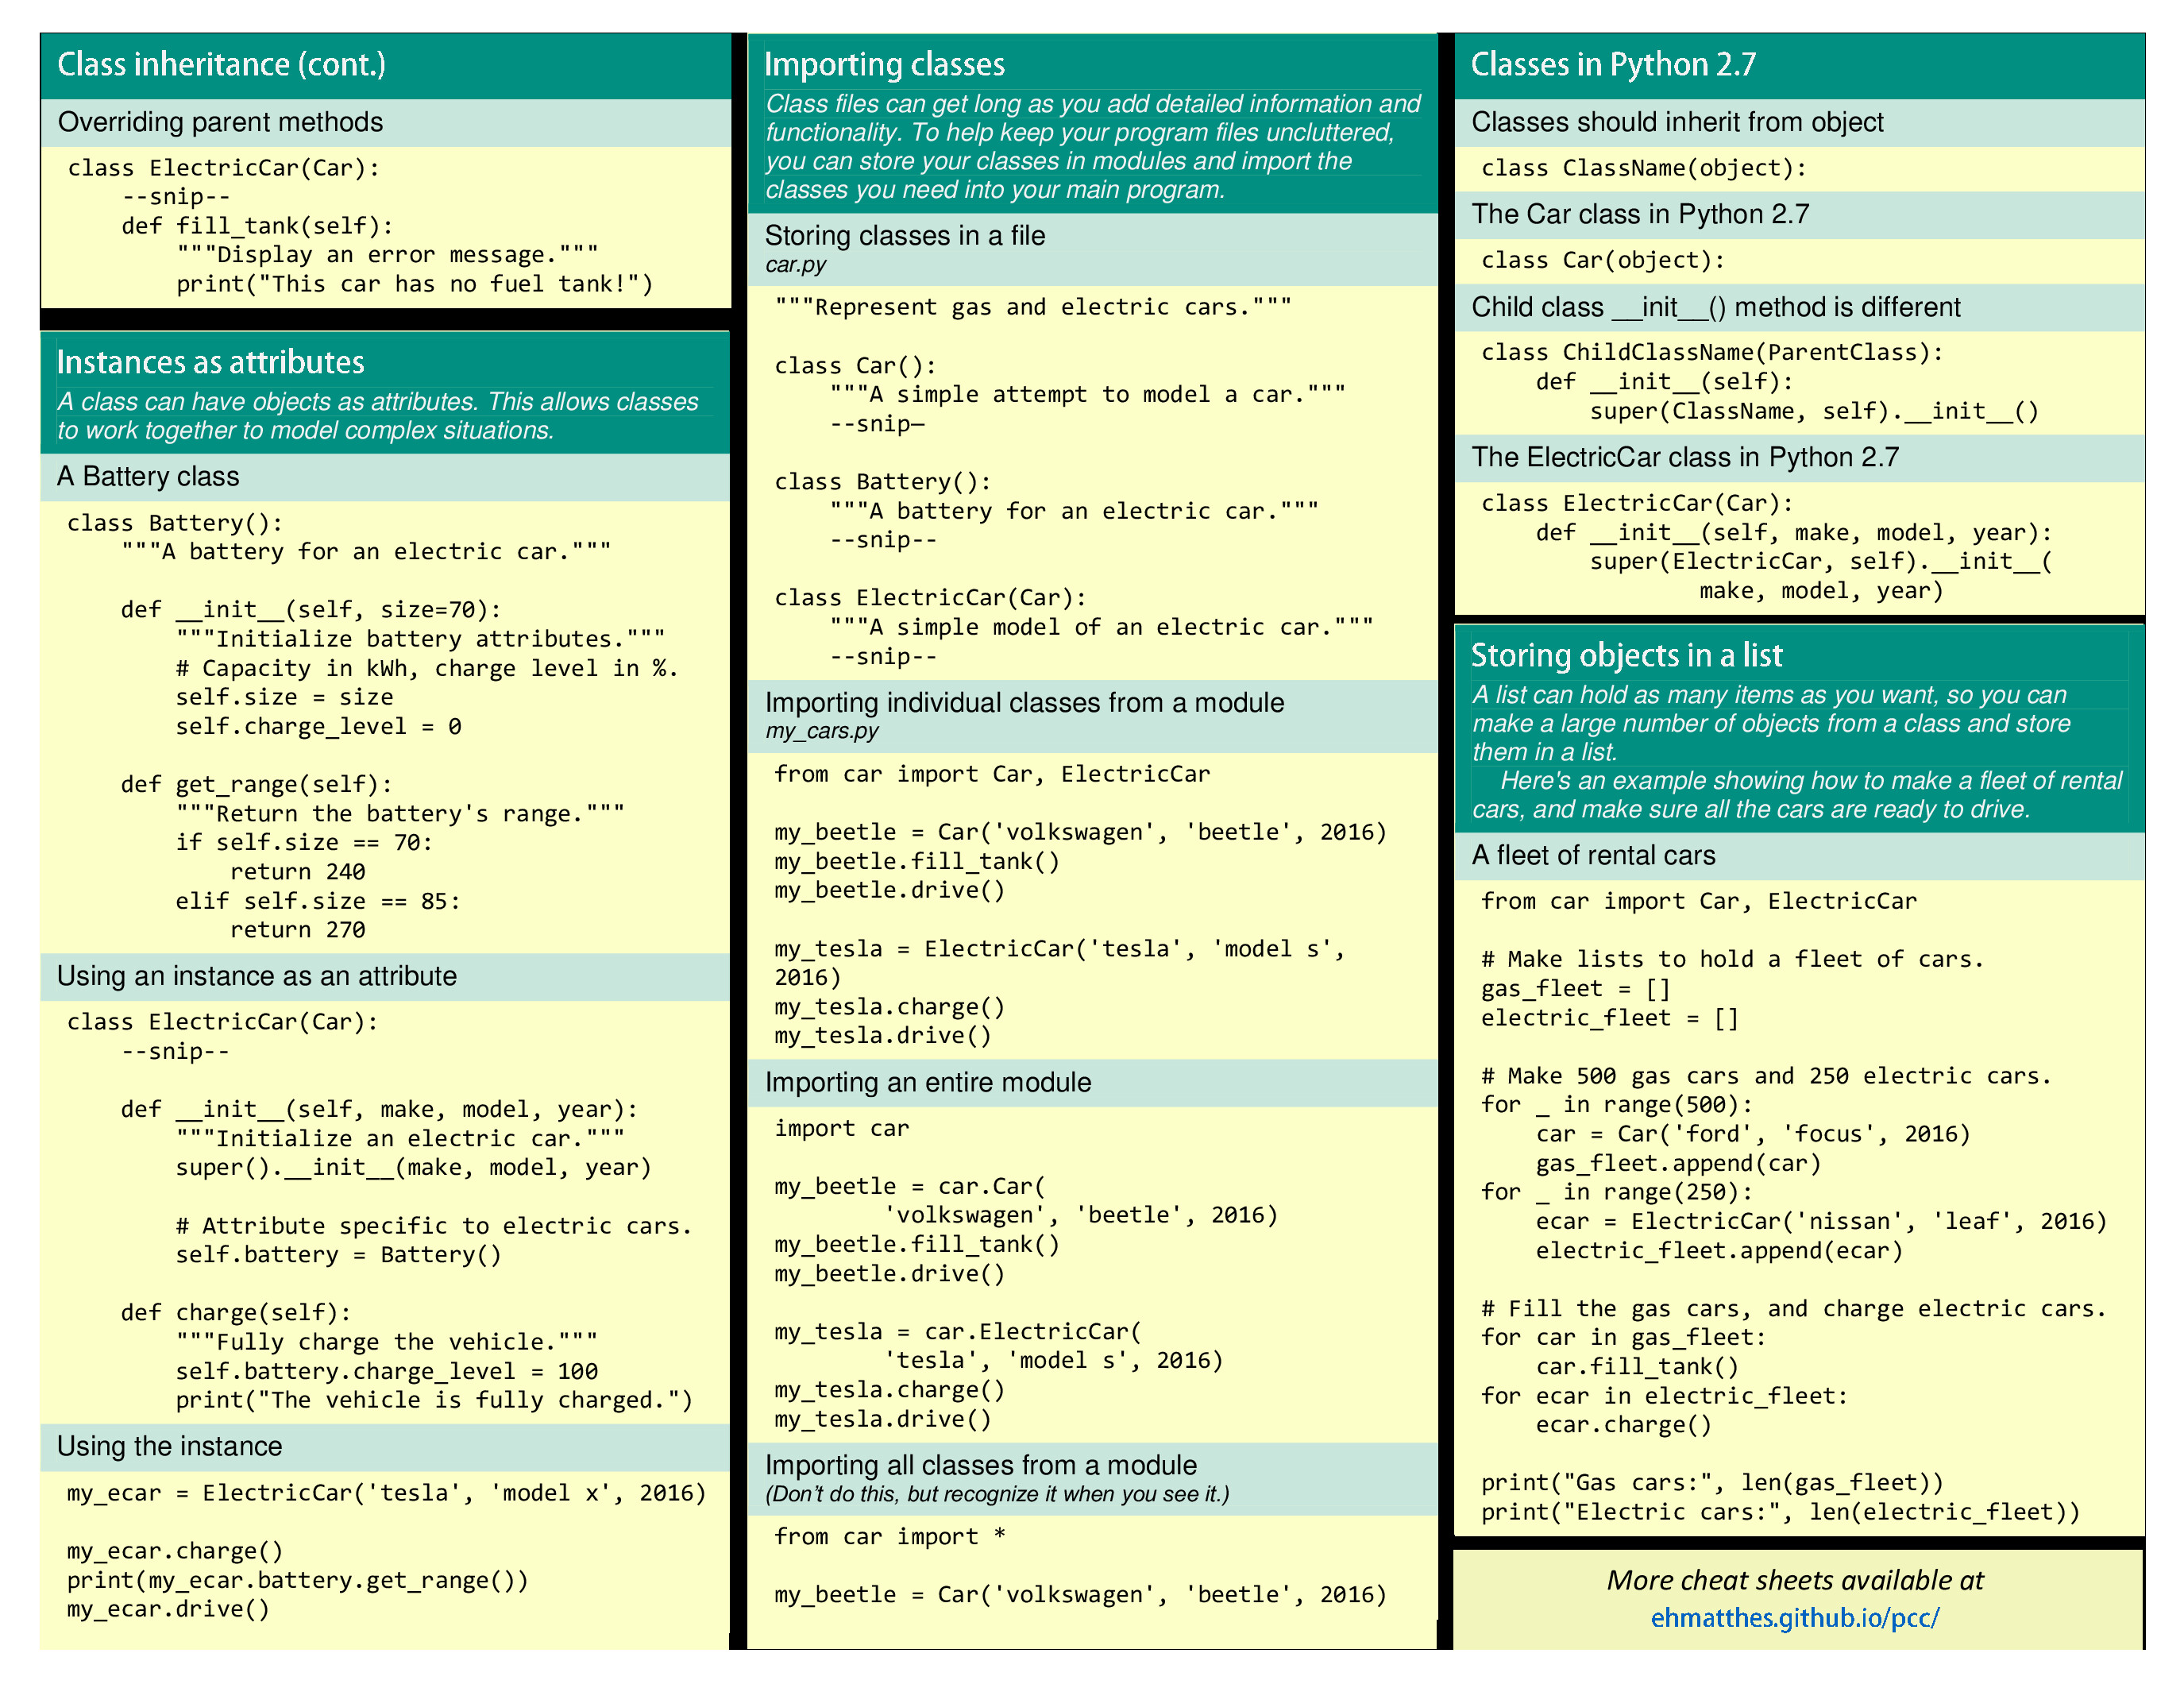 Class inheritance (cont.)
Overriding parent methods
class ElectricCar(Car):
    --snip--
    def fill_tank(self):
        """Display an error message."""
        print("This car has no fuel tank!")
Instances as attributes
A class can have objects as attributes. This allows classes
to work together to model complex situations.
A Battery class
class Battery():
    """A battery for an electric car."""

    def __init__(self, size=70):
        """Initialize battery attributes."""
        # Capacity in kWh, charge level in %.
        self.size = size
        self.charge_level = 0

    def get_range(self):
        """Return the battery's range."""
        if self.size == 70:
            return 240
        elif self.size == 85:
            return 270
Using an instance as an attribute
class ElectricCar(Car):
    --snip--

    def __init__(self, make, model, year):
        """Initialize an electric car."""
        super().__init__(make, model, year)

        # Attribute specific to electric cars.
        self.battery = Battery()

    def charge(self):
        """Fully charge the vehicle."""
        self.battery.charge_level = 100
        print("The vehicle is fully charged.")
Using the instance
my_ecar = ElectricCar('tesla', 'model x', 2016)

my_ecar.charge()
print(my_ecar.battery.get_range())
my_ecar.drive()
Importing classes
Class files can get long as you add detailed information and
functionality. To help keep your program files uncluttered,
you can store your classes in modules and import the
classes you need into your main program.
Storing classes in a file
car.py
"""Represent gas and electric cars."""

class Car():
    """A simple attempt to model a car."""
    --snip—

class Battery():
    """A battery for an electric car."""
    --snip--

class ElectricCar(Car):
    """A simple model of an electric car."""
    --snip--
Importing individual classes from a module
my_cars.py
from car import Car, ElectricCar

my_beetle = Car('volkswagen', 'beetle', 2016)
my_beetle.fill_tank()
my_beetle.drive()

my_tesla = ElectricCar('tesla', 'model s',
2016)
my_tesla.charge()
my_tesla.drive()
Importing an entire module
import car

my_beetle = car.Car(
        'volkswagen', 'beetle', 2016)
my_beetle.fill_tank()
my_beetle.drive()

my_tesla = car.ElectricCar(
        'tesla', 'model s', 2016)
my_tesla.charge()
my_tesla.drive()
Importing all classes from a module
(Don't do this, but recognize it when you see it.)
from car import *

my_beetle = Car('volkswagen', 'beetle', 2016)
Classes in Python 2.7
Classes should inherit from object
class ClassName(object):
The Car class in Python 2.7
class Car(object):
Child class __init__() method is different
class ChildClassName(ParentClass):
    def __init__(self):
        super(ClassName, self).__init__()
The ElectricCar class in Python 2.7
class ElectricCar(Car):
    def __init__(self, make, model, year):
        super(ElectricCar, self).__init__(
                make, model, year)
Storing objects in a list
A list can hold as many items as you want, so you can
make a large number of objects from a class and store
them in a list.
    Here's an example showing how to make a fleet of rental
cars, and make sure all the cars are ready to drive.
A fleet of rental cars
from car import Car, ElectricCar

# Make lists to hold a fleet of cars.
gas_fleet = []
electric_fleet = []

# Make 500 gas cars and 250 electric cars.
for _ in range(500):
    car = Car('ford', 'focus', 2016)
    gas_fleet.append(car)
for _ in range(250):
    ecar = ElectricCar('nissan', 'leaf', 2016)
    electric_fleet.append(ecar)

# Fill the gas cars, and charge electric cars.
for car in gas_fleet:
    car.fill_tank()
for ecar in electric_fleet:
    ecar.charge()

print("Gas cars:", len(gas_fleet))
print("Electric cars:", len(electric_fleet))
More cheat sheets available at
ehmatthes.github.io/pcc/